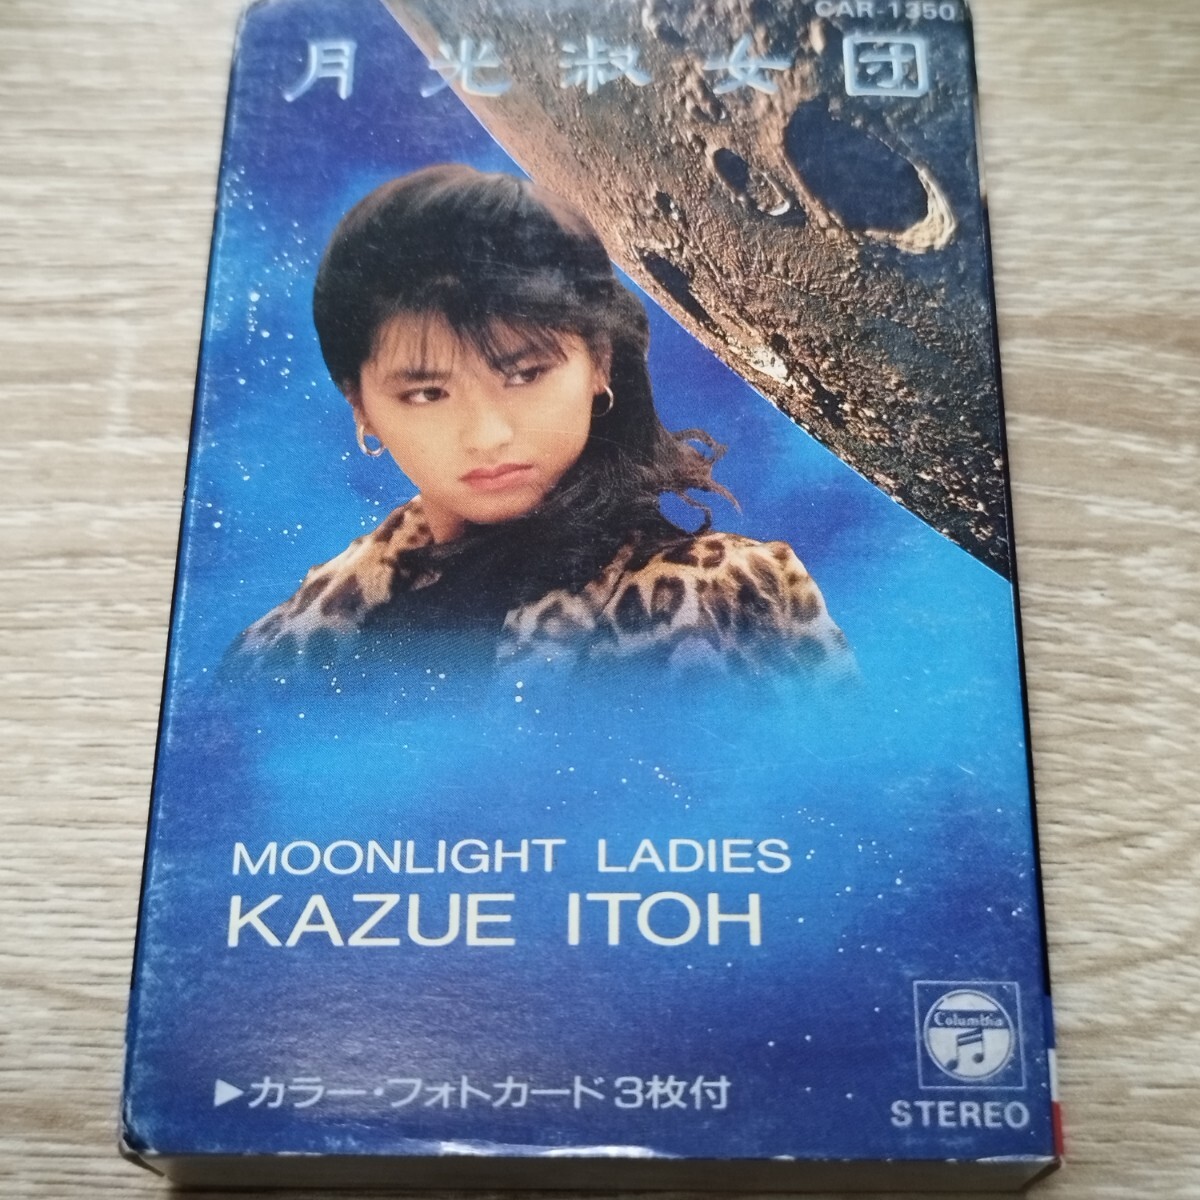 CAR-1350
月光淑女団
MOONLIGHT LADIES
KAZUE ITOH
Columbia
▶カラー・フォトカード3枚付
STEREO